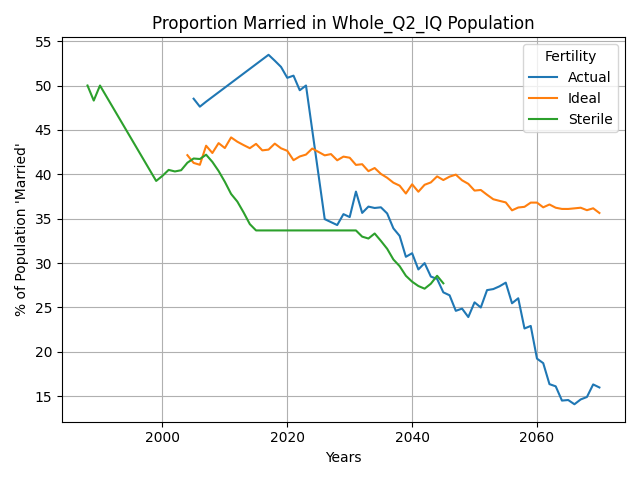 Proportion Married in Whole_Q2_IQ Population
% of Population 'Married'
55
50
45
40
35
30
25
20
15
Fertility
Actual
Ideal
Sterile
2000 2020 2040 2060
Years